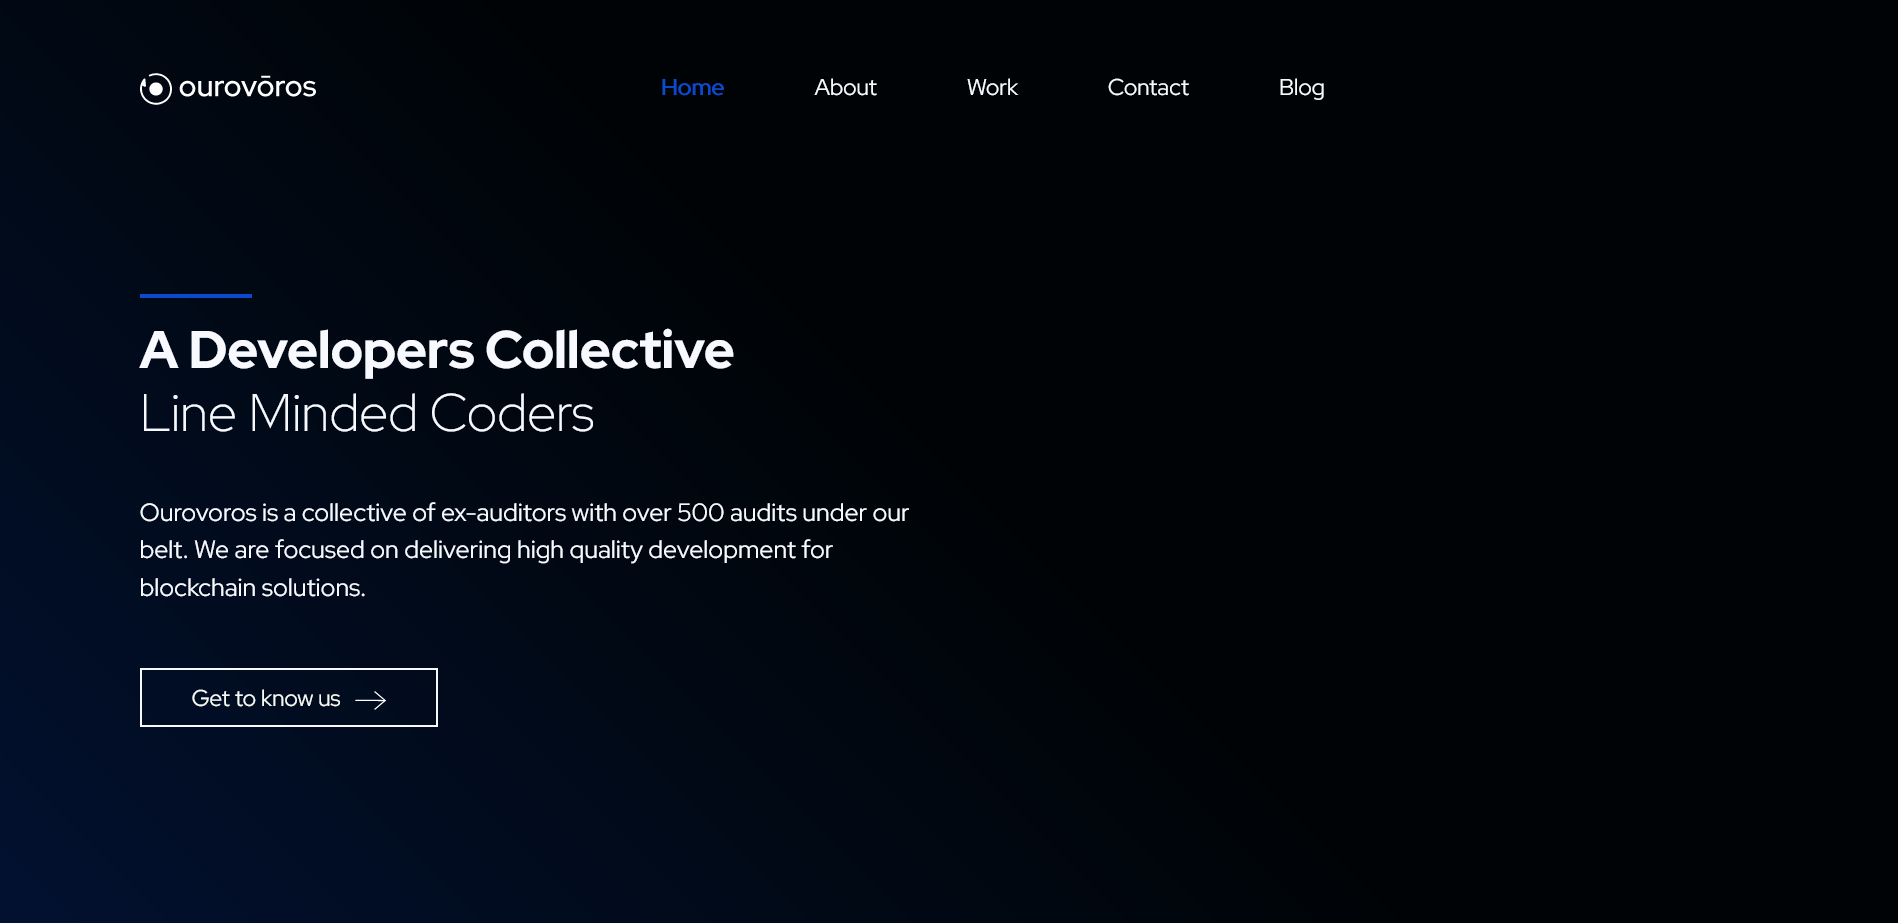 ourovōros
Home
About
Work
Contact
Blog
A Developers Collective
Line Minded Coders
Ourovoros is a collective of ex-auditors with over 500 audits under our
belt. We are focused on delivering high quality development for
blockchain solutions.
Get to know us